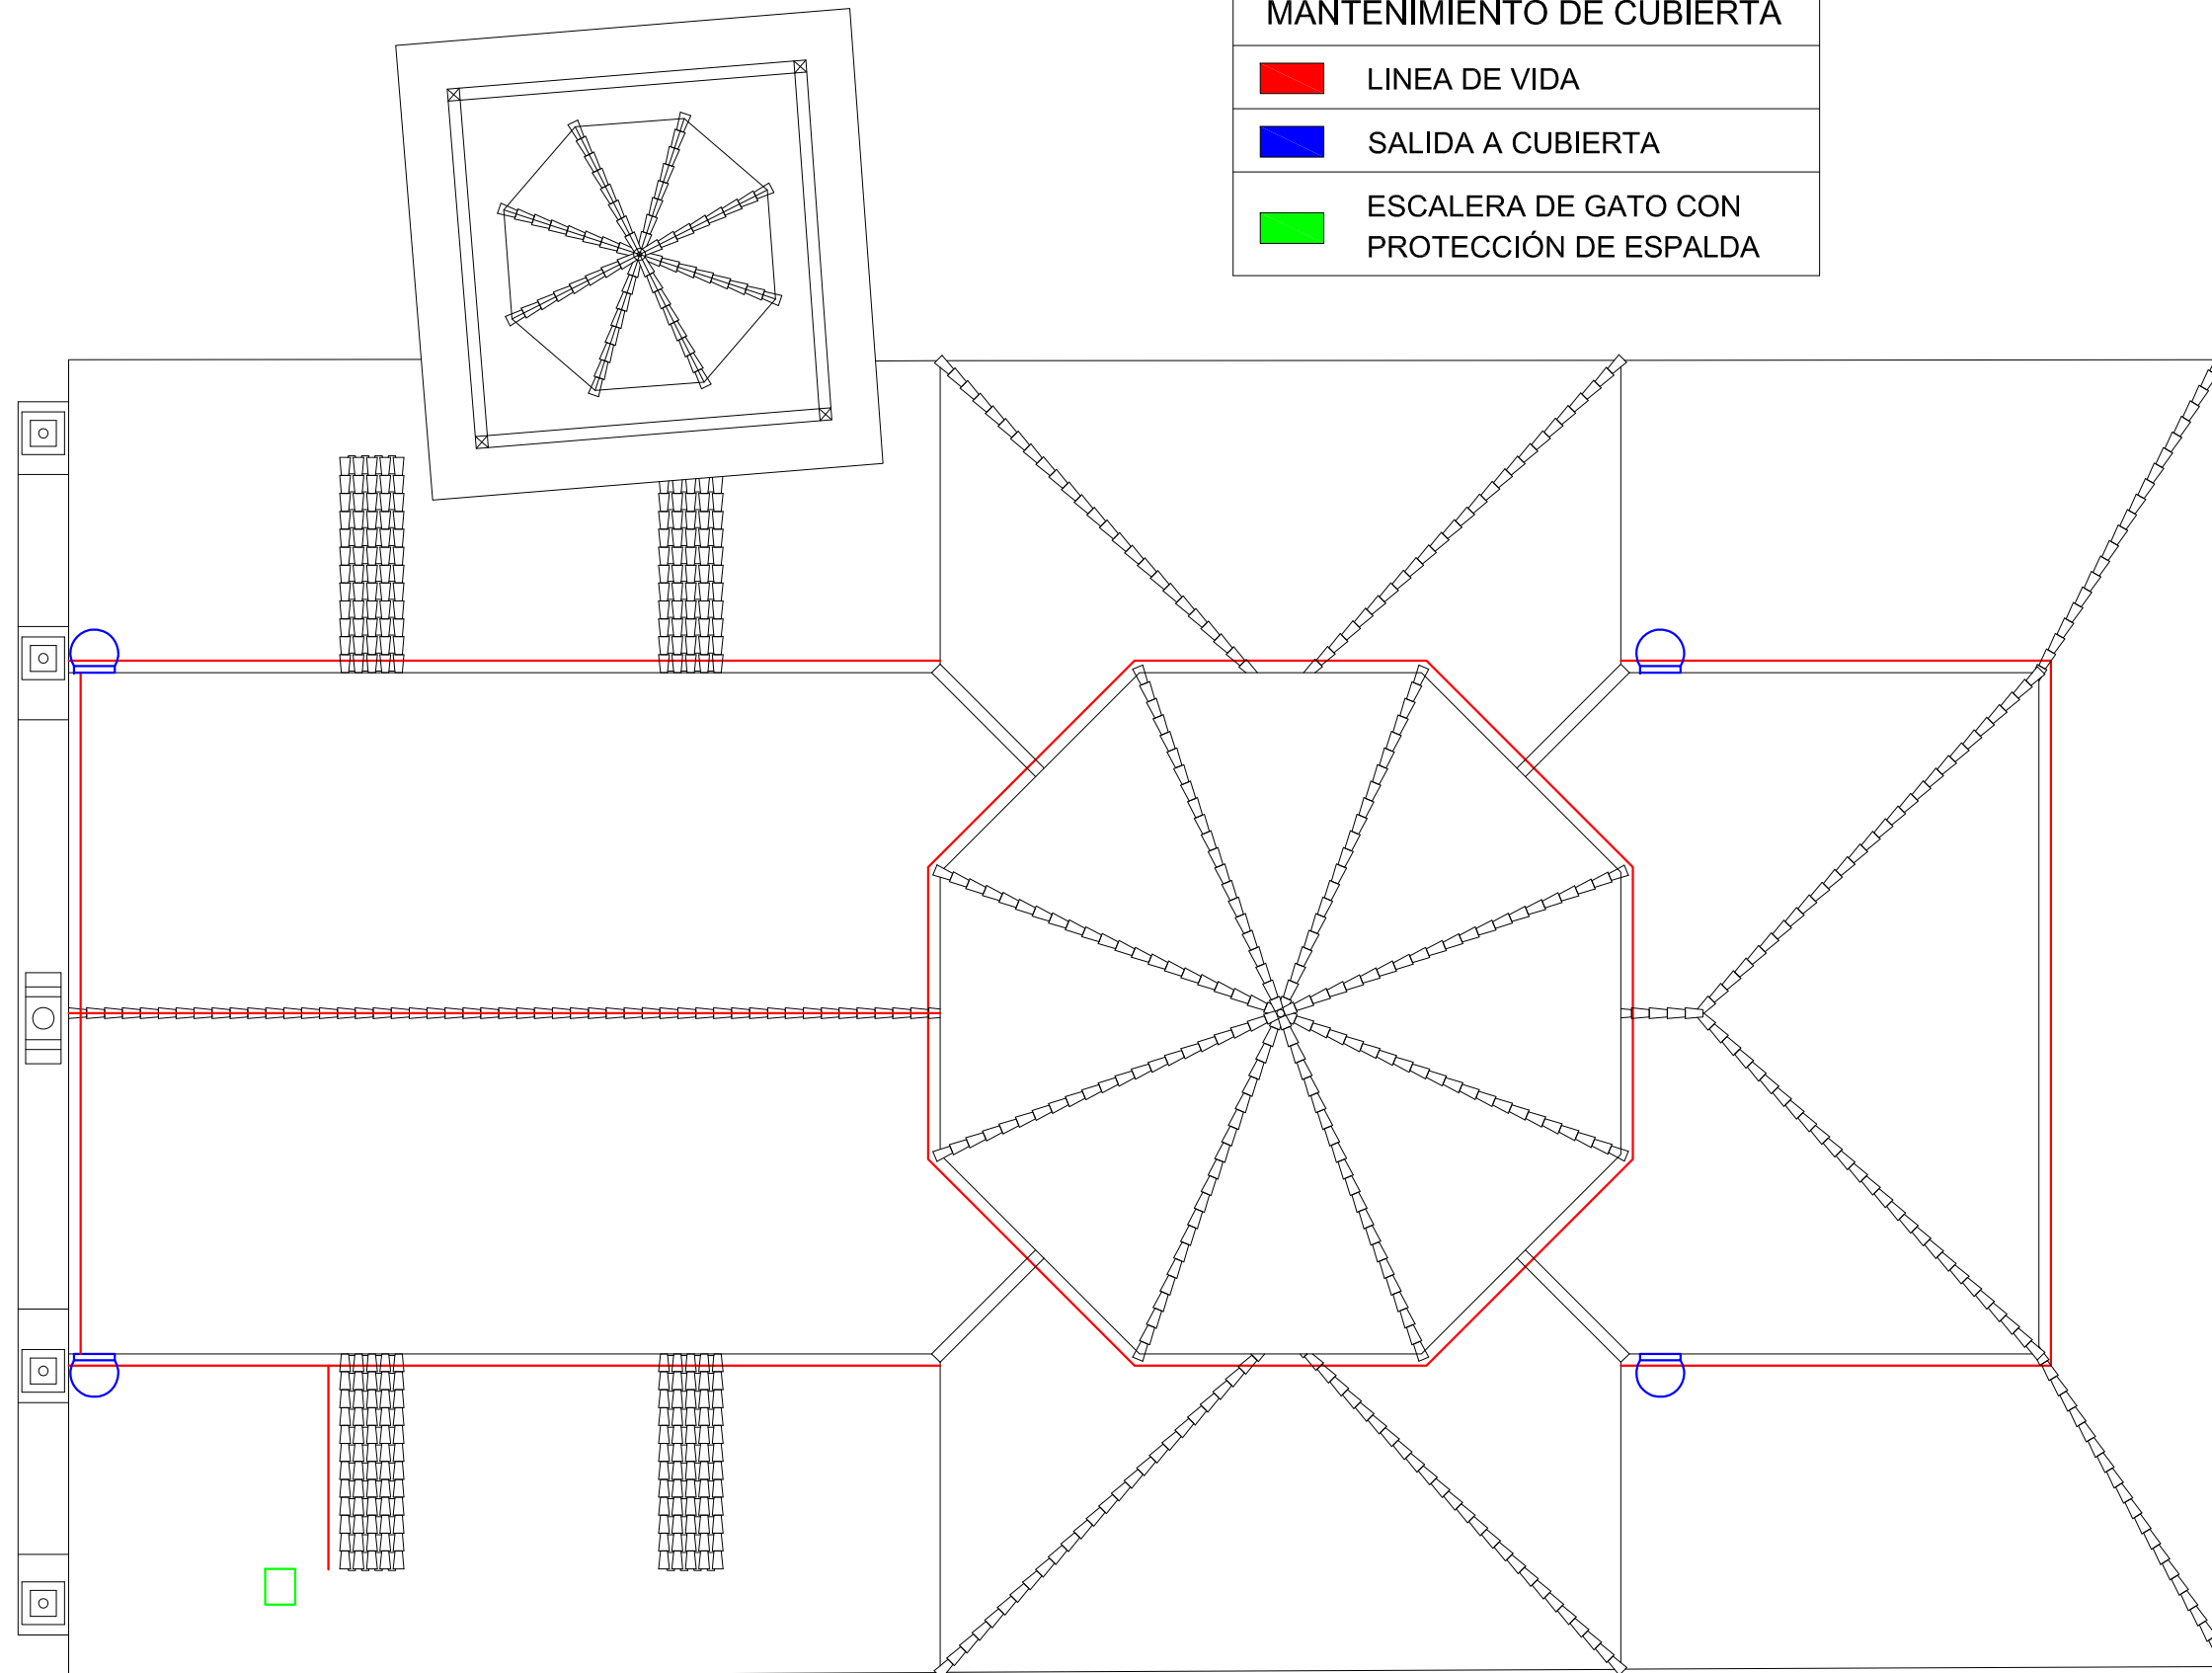 MANTENIMIENTO DE CUBIERTA
LINEA DE VIDA
SALIDA A CUBIERTA
ESCALERA DE GATO CON
PROTECCIÓN DE ESPALDA